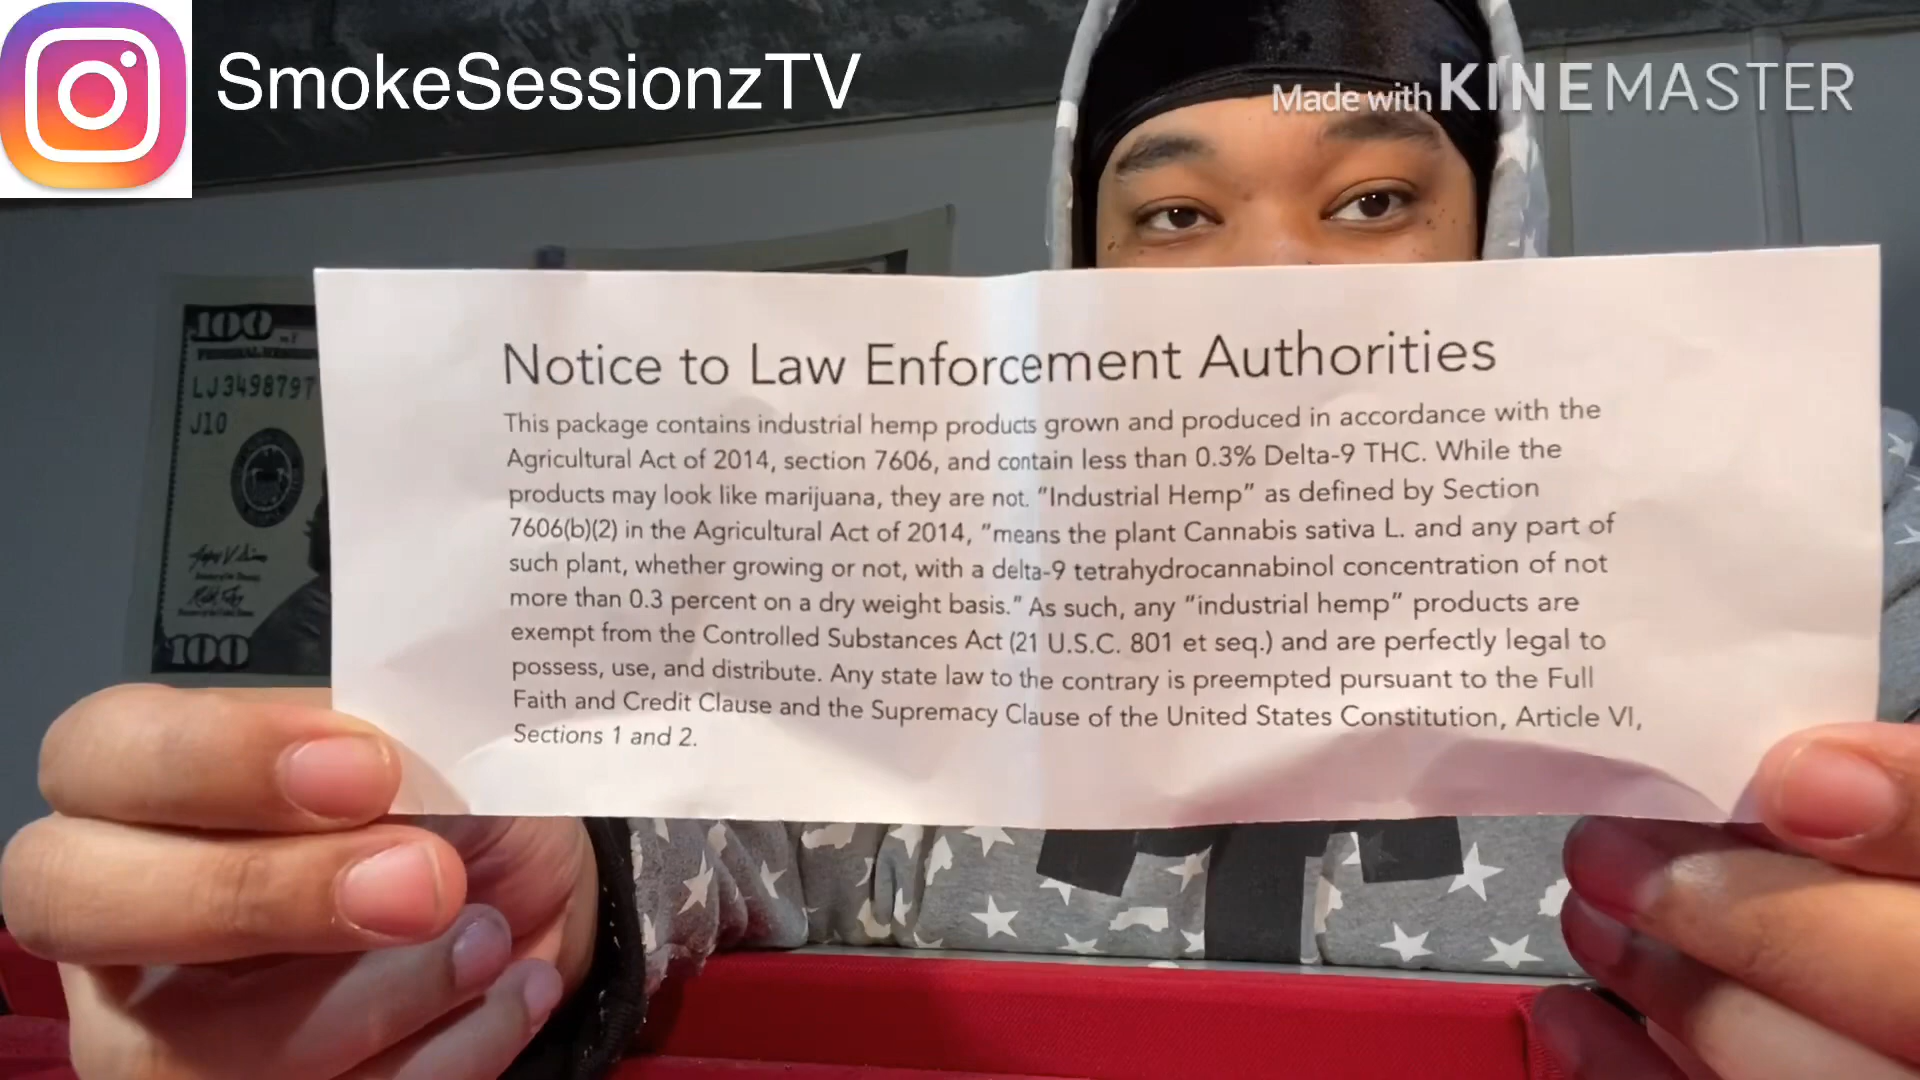 SmokeSessionzTV
Made with KINEMASTER
100
LJ3498797
J10
100
Notice to Law Enforcement Authorities
This package contains industrial hemp products grown and produced in accordance with the
Agricultural Act of 2014, section 7606, and contain less than 0.3% Delta-9 THC. While the
products may look like marijuana, they are not. "Industrial Hemp" as defined by Section
7606(b)(2) in the Agricultural Act of 2014, "means the plant Cannabis sativa L. and any part of
such plant, whether growing or not, with a delta-9 tetrahydrocannabinol concentration of not
more than 0.3 percent on a dry weight basis." As such, any "industrial hemp" products are
exempt from the Controlled Substances Act (21 U.S.C. 801 et seq.) and are perfectly legal to
possess, use, and distribute. Any state law to the contrary is preempted pursuant to the Full
Faith and Credit Clause and the Supremacy Clause of the United States Constitution, Article VI,
Sections 1 and 2.